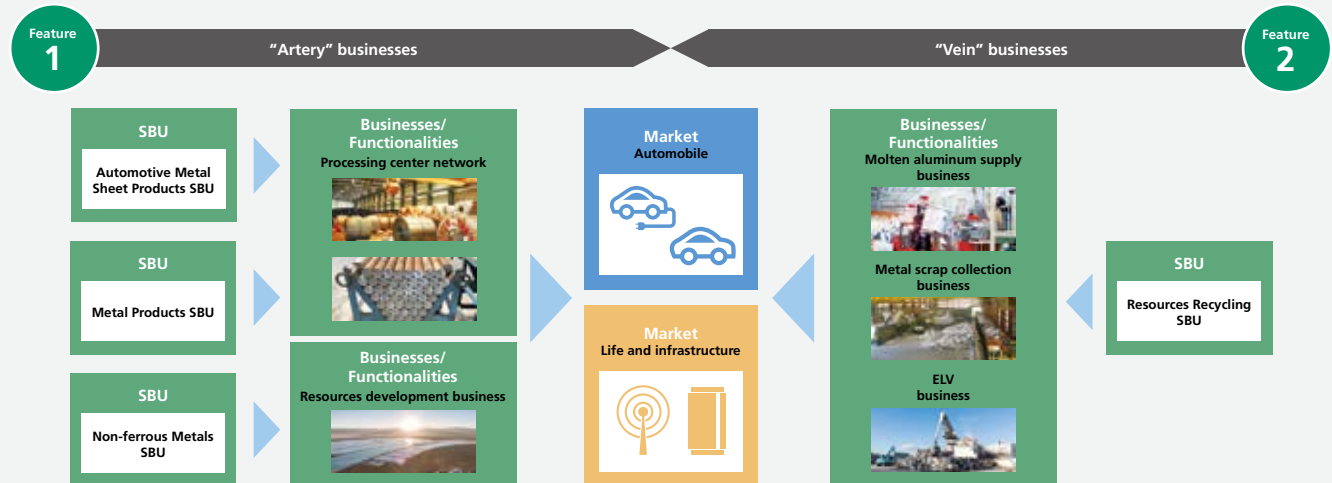 Feature
1
“Artery” businesses
“Vein” businesses
Feature
2
SBU
Automotive Metal
Sheet Products SBU
SBU
Metal Products SBU
SBU
Non-ferrous Metals
SBU
Businesses/
Functionalities
Processing center network
Businesses/
Functionalities
Resources development business
Market
Automobile
Market
Life and infrastructure
Businesses/
Functionalities
Molten aluminum supply
business
Metal scrap collection
business
ELV
business
SBU
Resources Recycling
SBU